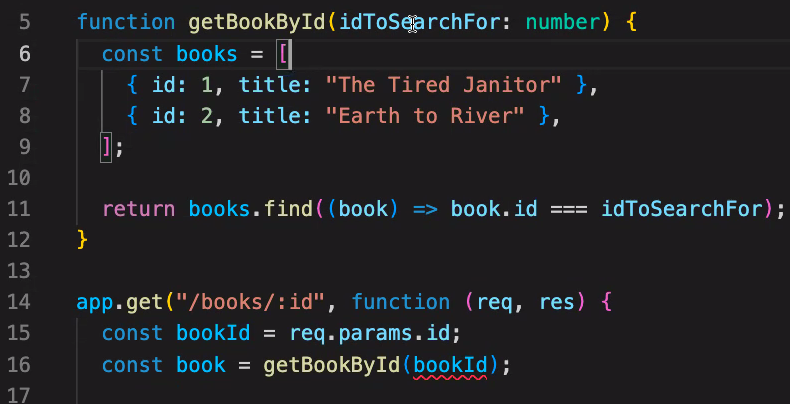 5 function getBookById(idToSearchFor: number) {
6 const books = [
7 { id: 1, title: "The Tired Janitor" },
8 { id: 2, title: "Earth to River" },
9 ];
10
11 return books.find((book) => book.id === idToSearchFor);
12 }
13
14 app.get("/books/:id", function (req, res) {
15 const bookId = req.params.id;
16 const book = getBookById(bookId);
17